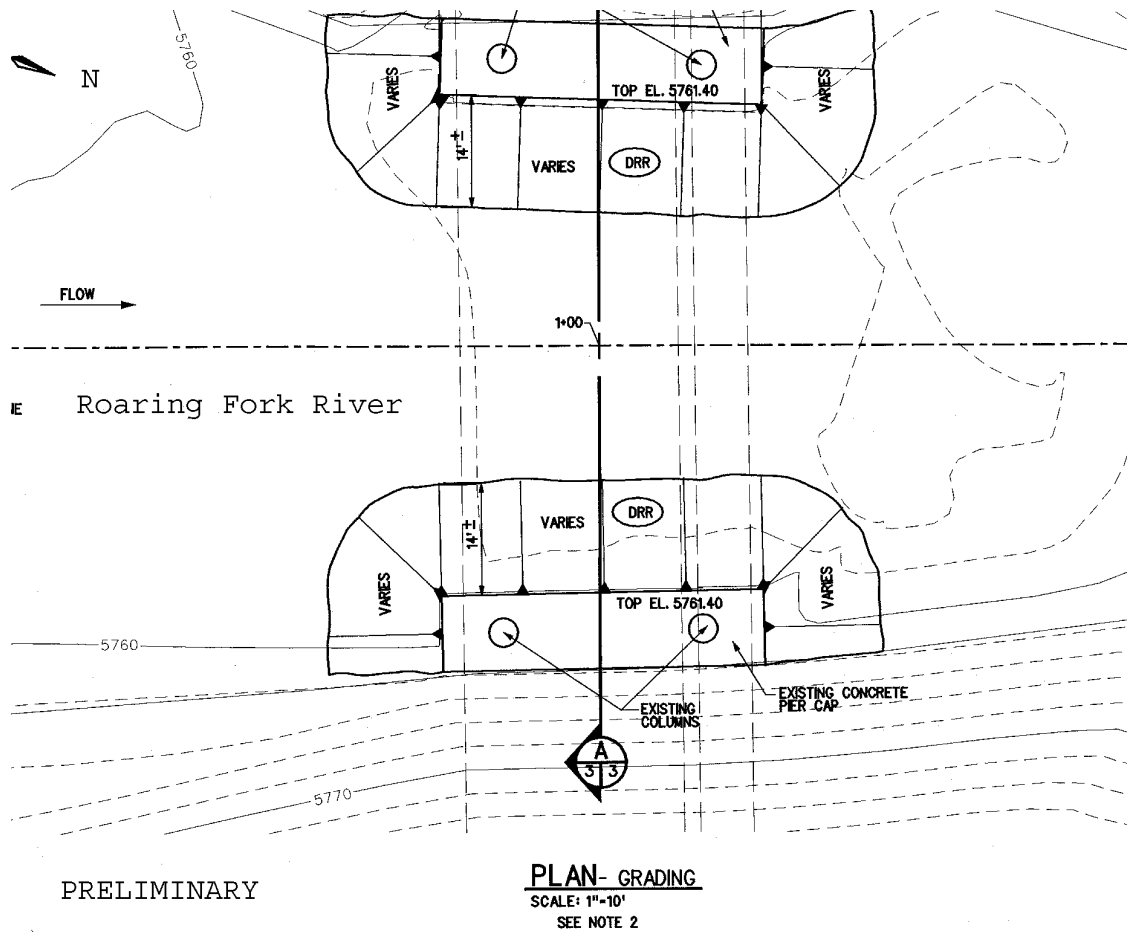 5760
N
VARIES
VARIES
TOP EL. 5761.40
14'±
VARIES
DRR
FLOW
1+00
IE
Roaring Fork River
14'±
VARIES
DRR
VARIES
VARIES
TOP EL. 5761.40
5760
EXISTING CONCRETE
PIER CAP
EXISTING
COLUMNS
A
3 3
5770
PRELIMINARY
PLAN- GRADING
SCALE: 1"-10'
SEE NOTE 2